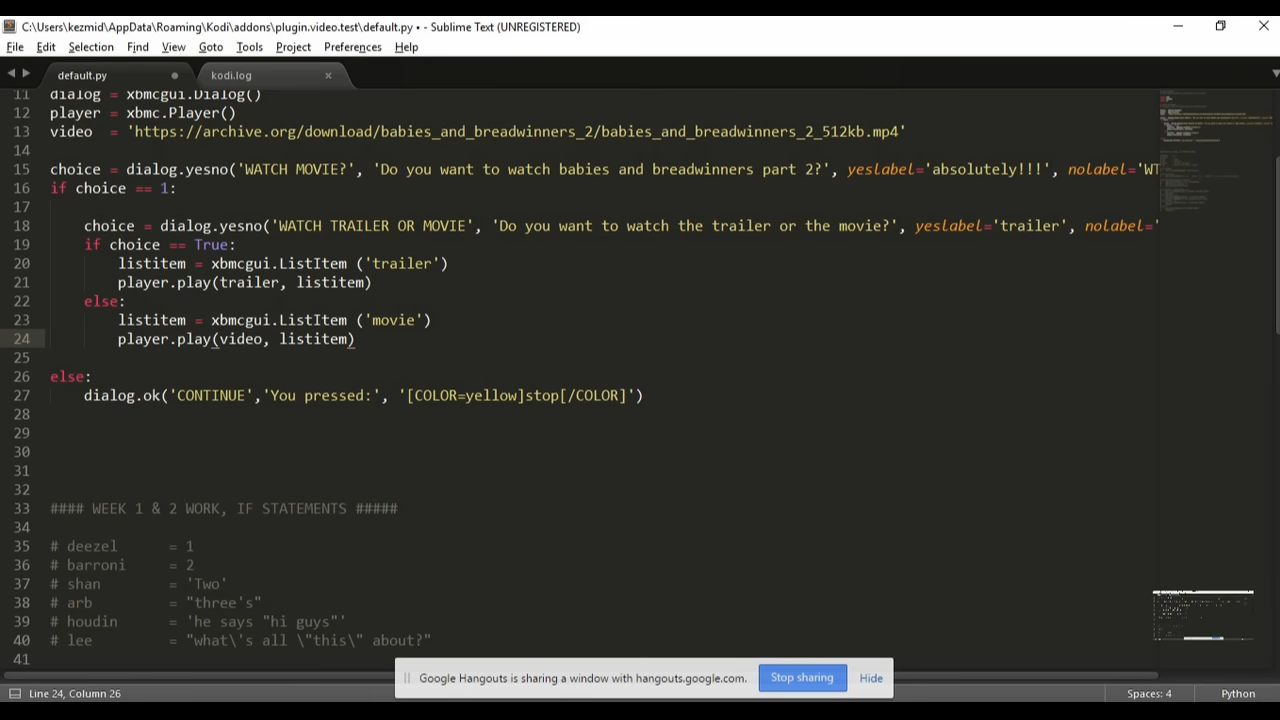 C:\Users\kezmid\AppData\Roaming\Kodi\addons\plugin.video.test\default.py • - Sublime Text (UNREGISTERED)
File Edit Selection Find View Goto Tools Project Preferences Help
default.py kodi.log
11 dialog = xbmcgui.Dialog()
12 player = xbmc.Player()
13 video  = 'https://archive.org/download/babies_and_breadwinners_2/babies_and_breadwinners_2_512kb.mp4'
14
15 choice = dialog.yesno('WATCH MOVIE?', 'Do you want to watch babies and breadwinners part 2?', yeslabel='absolutely!!!', nolabel='WT
16 if choice == 1:
17
18     choice = dialog.yesno('WATCH TRAILER OR MOVIE', 'Do you want to watch the trailer or the movie?', yeslabel='trailer', nolabel='
19     if choice == True:
20         listitem = xbmcgui.ListItem ('trailer')
21         player.play(trailer, listitem)
22     else:
23         listitem = xbmcgui.ListItem ('movie')
24         player.play(video, listitem)
25
26 else:
27     dialog.ok('CONTINUE','You pressed:', '[COLOR=yellow]stop[/COLOR]')
28
29
30
31
32
33 #### WEEK 1 & 2 WORK, IF STATEMENTS #####
34
35 # deezel      = 1
36 # barroni     = 2
37 # shan        = 'Two'
38 # arb         = "three's"
39 # houdin      = 'he says "hi guys"'
40 # lee         = "what\'s all \"this\" about?"
41
Google Hangouts is sharing a window with hangouts.google.com. Stop sharing Hide
Line 24, Column 26 Spaces: 4 Python